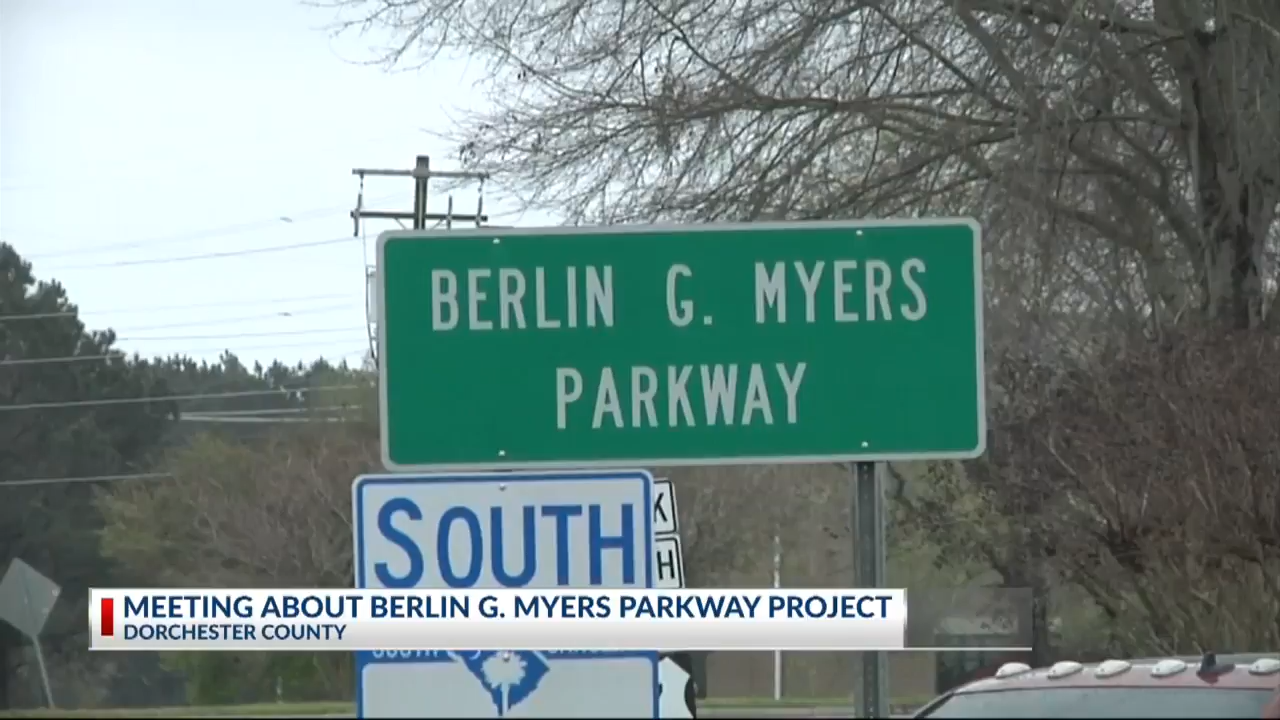 BERLIN G. MYERS
PARKWAY
SOUTH
K
H
MEETING ABOUT BERLIN G. MYERS PARKWAY PROJECT
DORCHESTER COUNTY